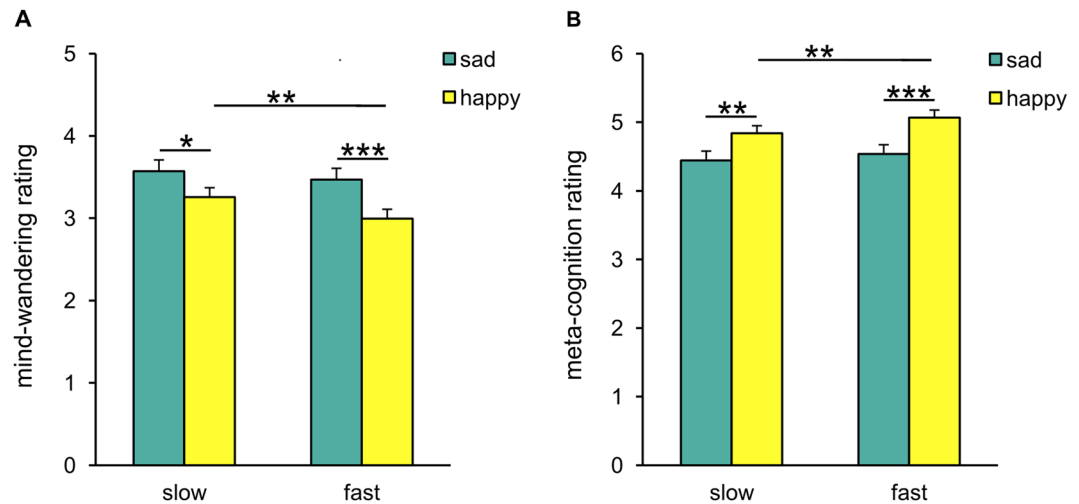 A
mind-wandering rating
5
4
3
2
1
0
sad
happy
**
*
***
slow
fast
B
meta-cognition rating
6
5
4
3
2
1
0
sad
happy
**
**
***
slow
fast